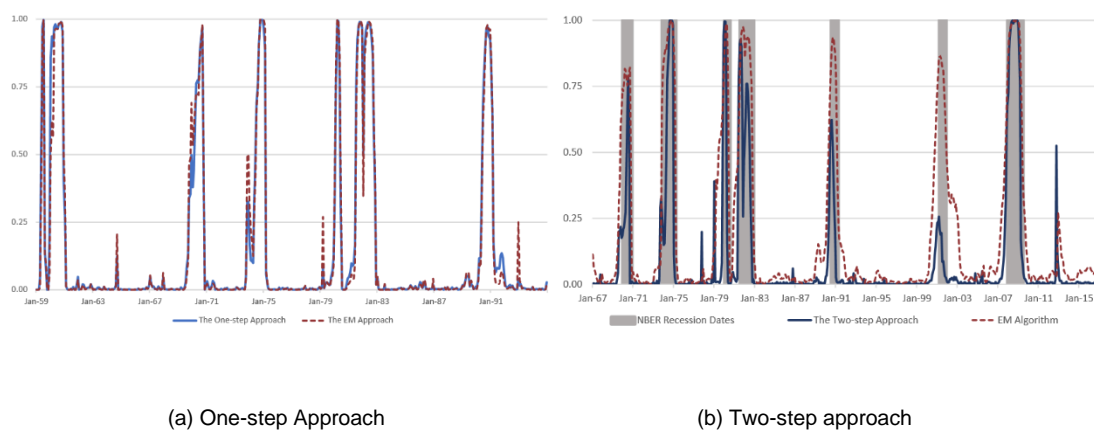 1.00
0.75
0.50
0.25
0.00
Jan-59 Jan-63 Jan-67 Jan-71 Jan-75 Jan-79 Jan-83 Jan-87 Jan-91
The One-step Approach The EM Approach
1.00
0.75
0.50
0.25
0.00
Jan-67 Jan-71 Jan-75 Jan-79 Jan-83 Jan-87 Jan-91 Jan-95 Jan-99 Jan-03 Jan-07 Jan-11 Jan-15
NBER Recession Dates The Two-step Approach EM Algorithm
(a) One-step Approach
(b) Two-step approach